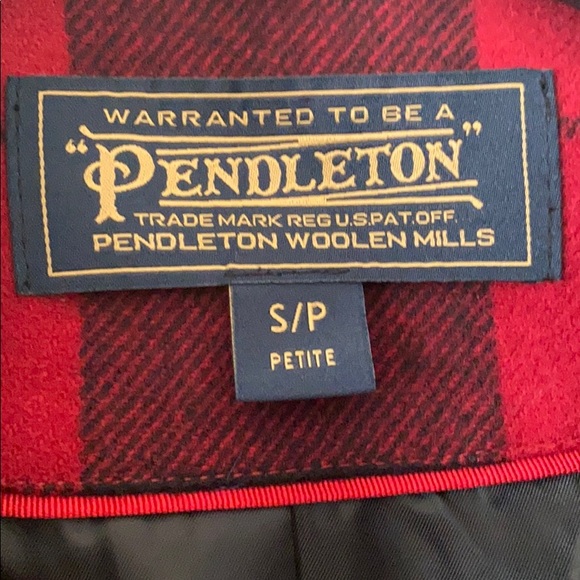 WARRANTED TO BE A
"PENDLETON"
TRADE MARK REG U.S.PAT.OFF.
PENDLETON WOOLEN MILLS
S/P
PETITE